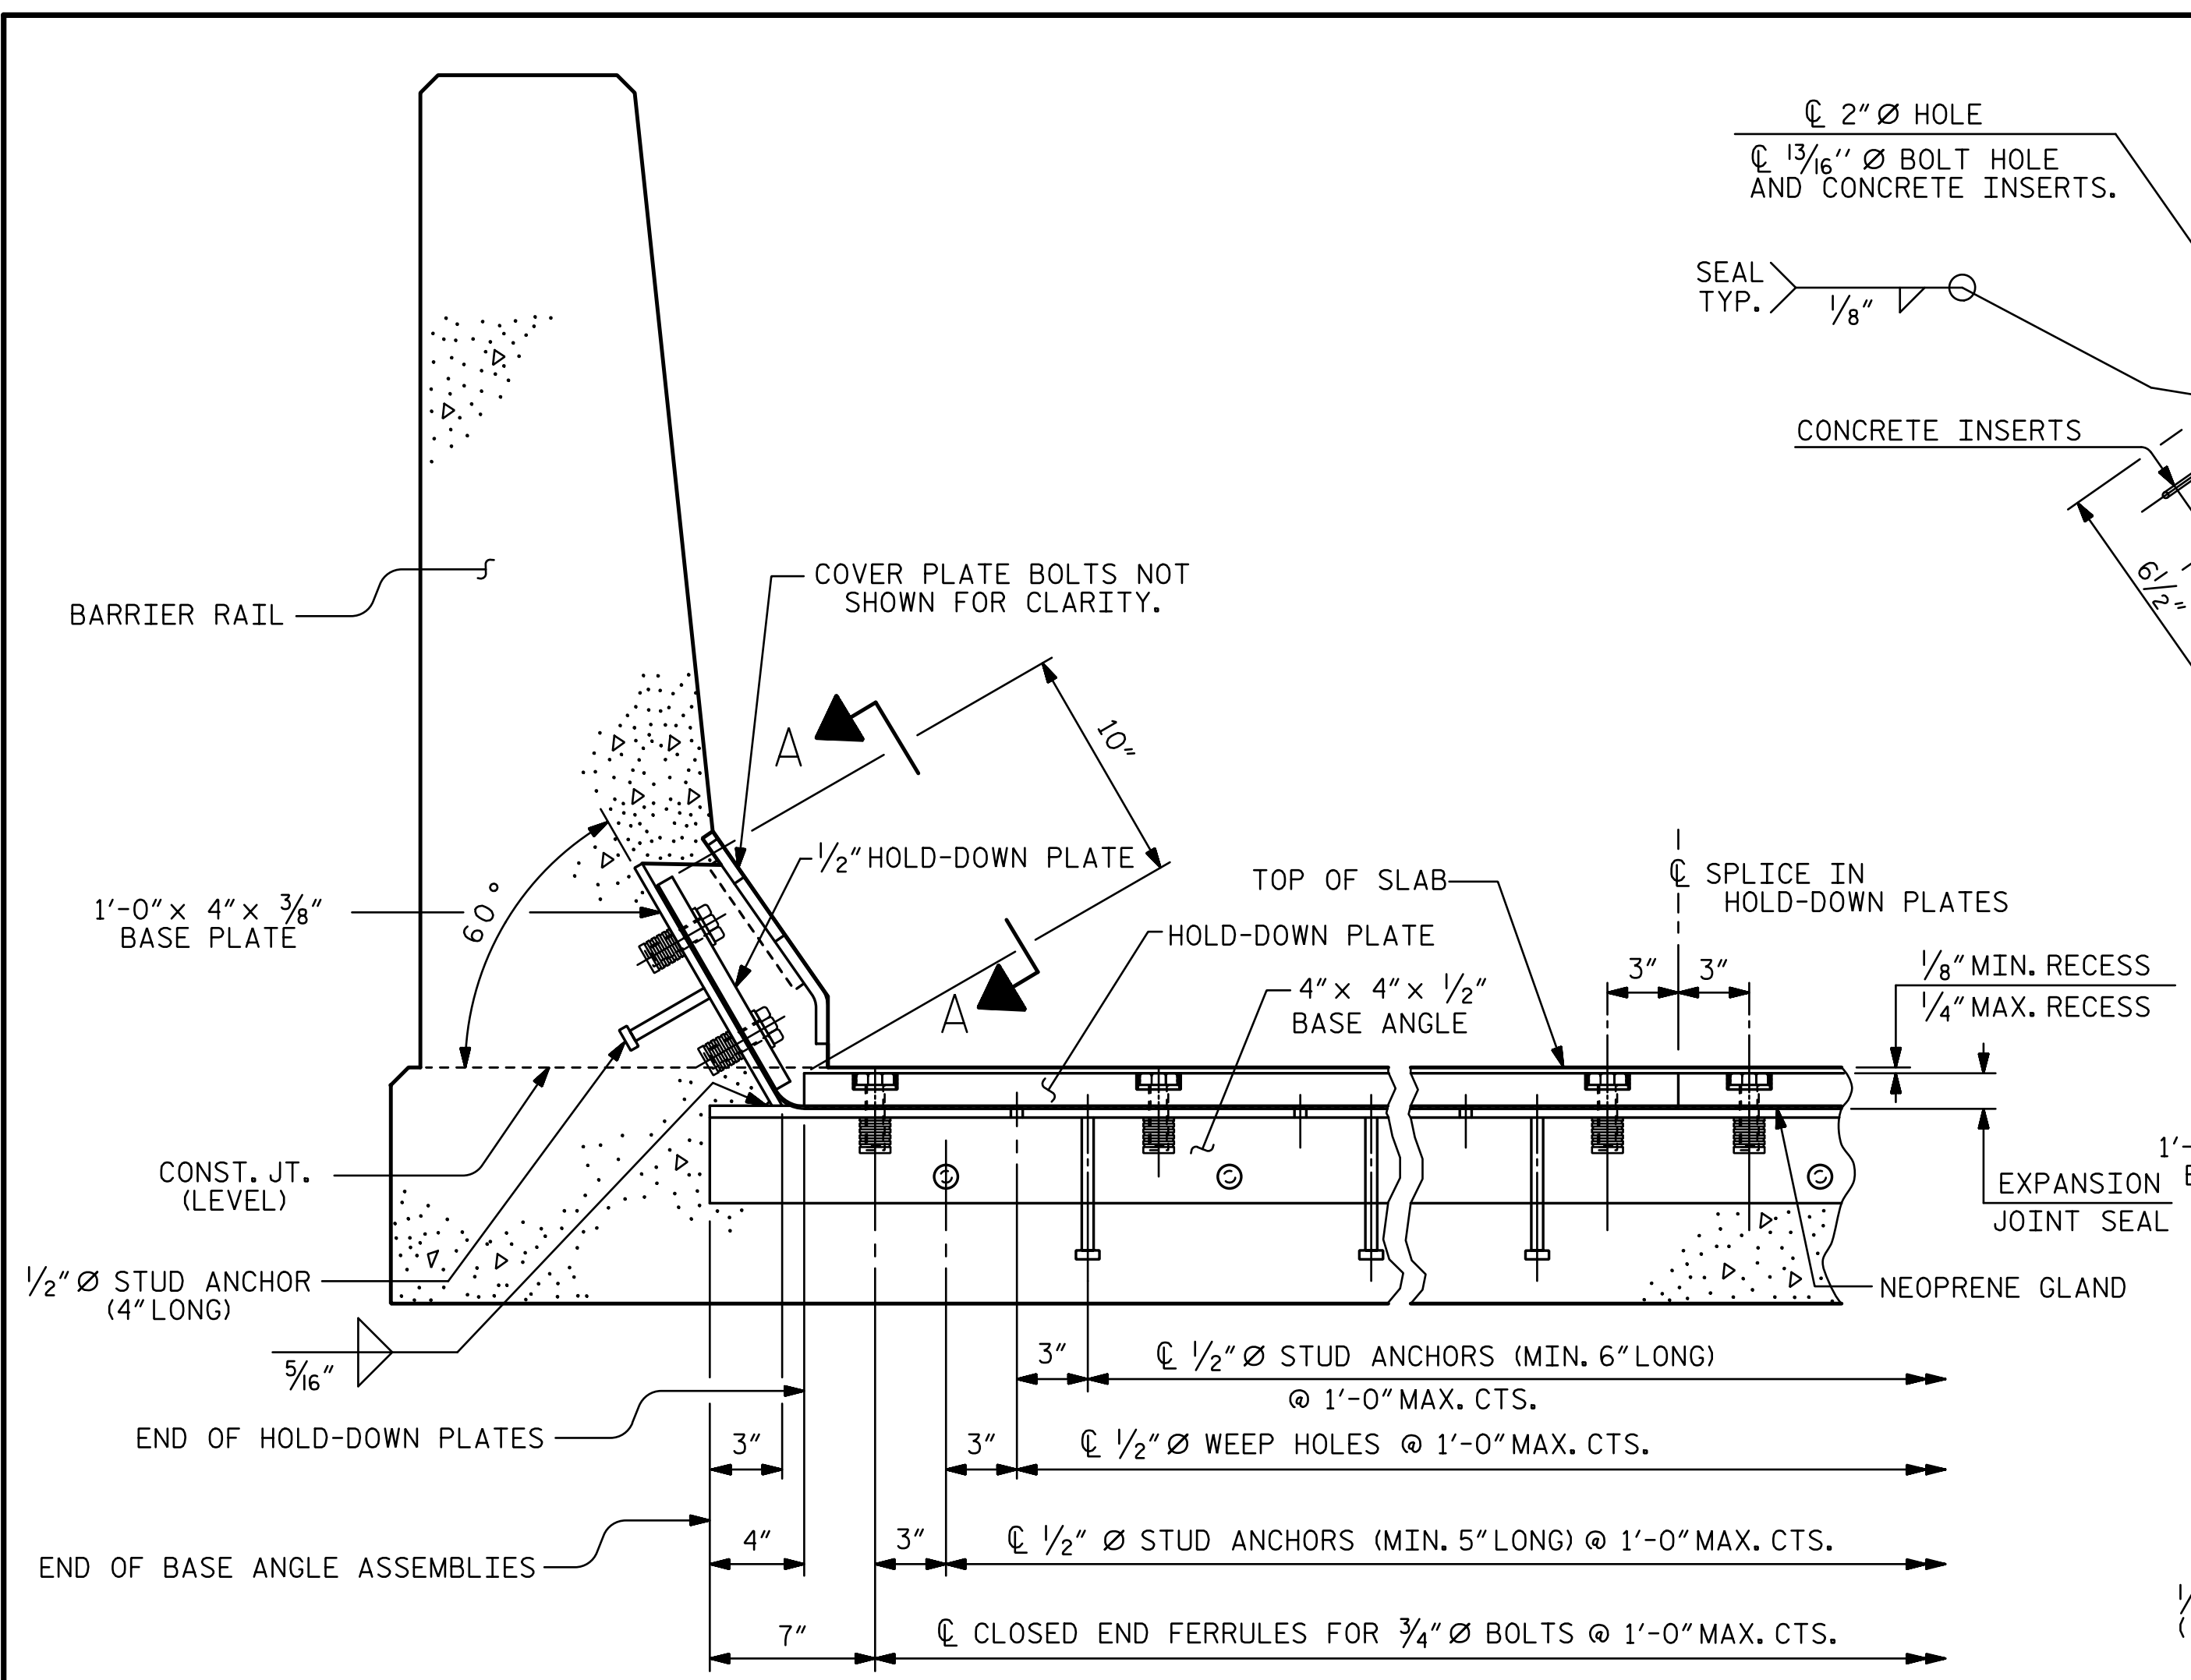 ℄ 2" Ø HOLE
℄ 13/16'' Ø BOLT HOLE
AND CONCRETE INSERTS.
SEAL
TYP.
1/8"
CONCRETE INSERTS
6 1/2"
COVER PLATE BOLTS NOT
SHOWN FOR CLARITY.
BARRIER RAIL
A
10"
1/2" HOLD-DOWN PLATE
TOP OF SLAB
℄ SPLICE IN
HOLD-DOWN PLATES
1'-0" x 4" x 3/8"
BASE PLATE
60°
HOLD-DOWN PLATE
3"
3"
1/8" MIN. RECESS
1/4" MAX. RECESS
4" x 4" x 1/2"
BASE ANGLE
A
CONST. JT.
(LEVEL)
1'-
EXPANSION
JOINT SEAL
1/2" Ø STUD ANCHOR
(4" LONG)
NEOPRENE GLAND
5/16"
3"
℄ 1/2" Ø STUD ANCHORS (MIN. 6" LONG)
@ 1'-0" MAX. CTS.
END OF HOLD-DOWN PLATES
3"
3"
℄ 1/2" Ø WEEP HOLES @ 1'-0" MAX. CTS.
4"
3"
℄ 1/2" Ø STUD ANCHORS (MIN. 5" LONG) @ 1'-0" MAX. CTS.
END OF BASE ANGLE ASSEMBLIES
7"
℄ CLOSED END FERRULES FOR 3/4" Ø BOLTS @ 1'-0" MAX. CTS.